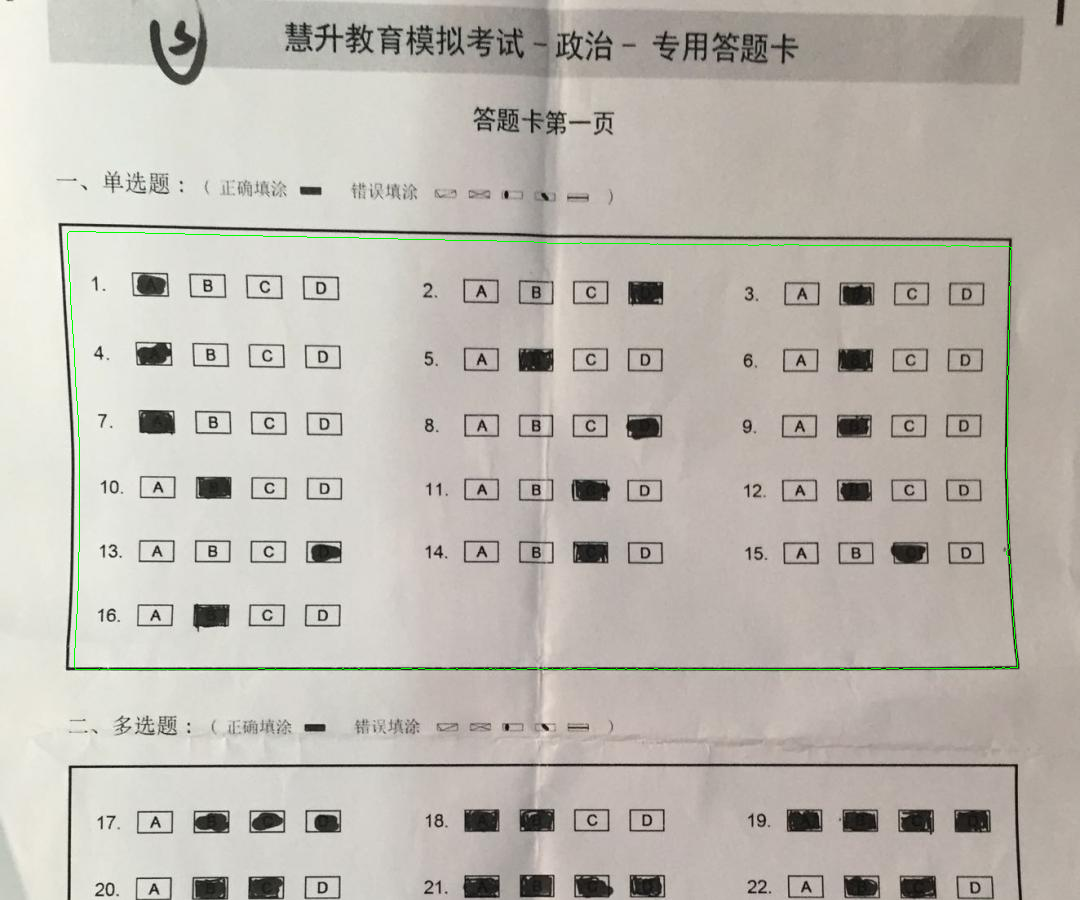 慧升教育模拟考试 - 政治 - 专用答题卡
答题卡第一页
一、单选题：（ 正确填涂 错误填涂 ）
1. A B C D 2. A B C D 3. A B C D
4. A B C D 5. A B C D 6. A B C D
7. A B C D 8. A B C D 9. A B C D
10. A B C D 11. A B C D 12. A B C D
13. A B C D 14. A B C D 15. A B C D
16. A B C D
二、多选题：（ 正确填涂 错误填涂 ）
17. A B C D 18. A B C D 19. A B C D
20. A B C D 21. A B C D 22. A B C D